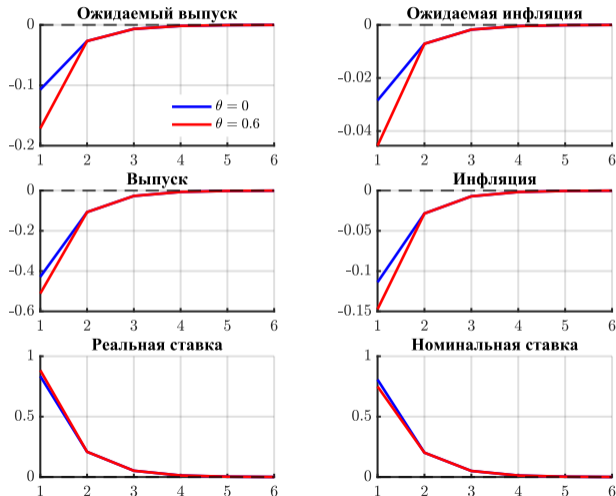 Ожидаемый выпуск
0
-0.1
-0.2
1 2 3 4 5 6
θ = 0
θ = 0.6
Ожидаемая инфляция
0
-0.02
-0.04
1 2 3 4 5 6
Выпуск
0
-0.2
-0.4
-0.6
1 2 3 4 5 6
Инфляция
0
-0.05
-0.1
-0.15
1 2 3 4 5 6
Реальная ставка
1
0.5
0
1 2 3 4 5 6
Номинальная ставка
1
0.5
0
1 2 3 4 5 6